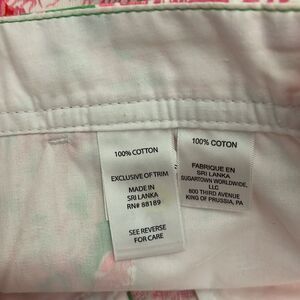 100% COTTON
EXCLUSIVE OF TRIM
MADE IN
SRI LANKA
RN# 88189
SEE REVERSE
FOR CARE
100% COTON
FABRIQUE EN
SRI LANKA
SUGARTOWN WORLDWIDE,
LLC
800 THIRD AVENUE
KING OF PRUSSIA, PA